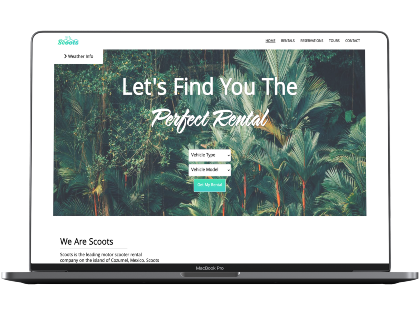 Scoots
HOME RENTALS RESERVATIONS TOURS CONTACT
Weather Info
Let's Find You The
Perfect Rental
Vehicle Type
Vehicle Model
Get My Rental
We Are Scoots
Scoots is the leading motor scooter rental
company on the island of Cozumel, Mexico. Scoots
MacBook Pro